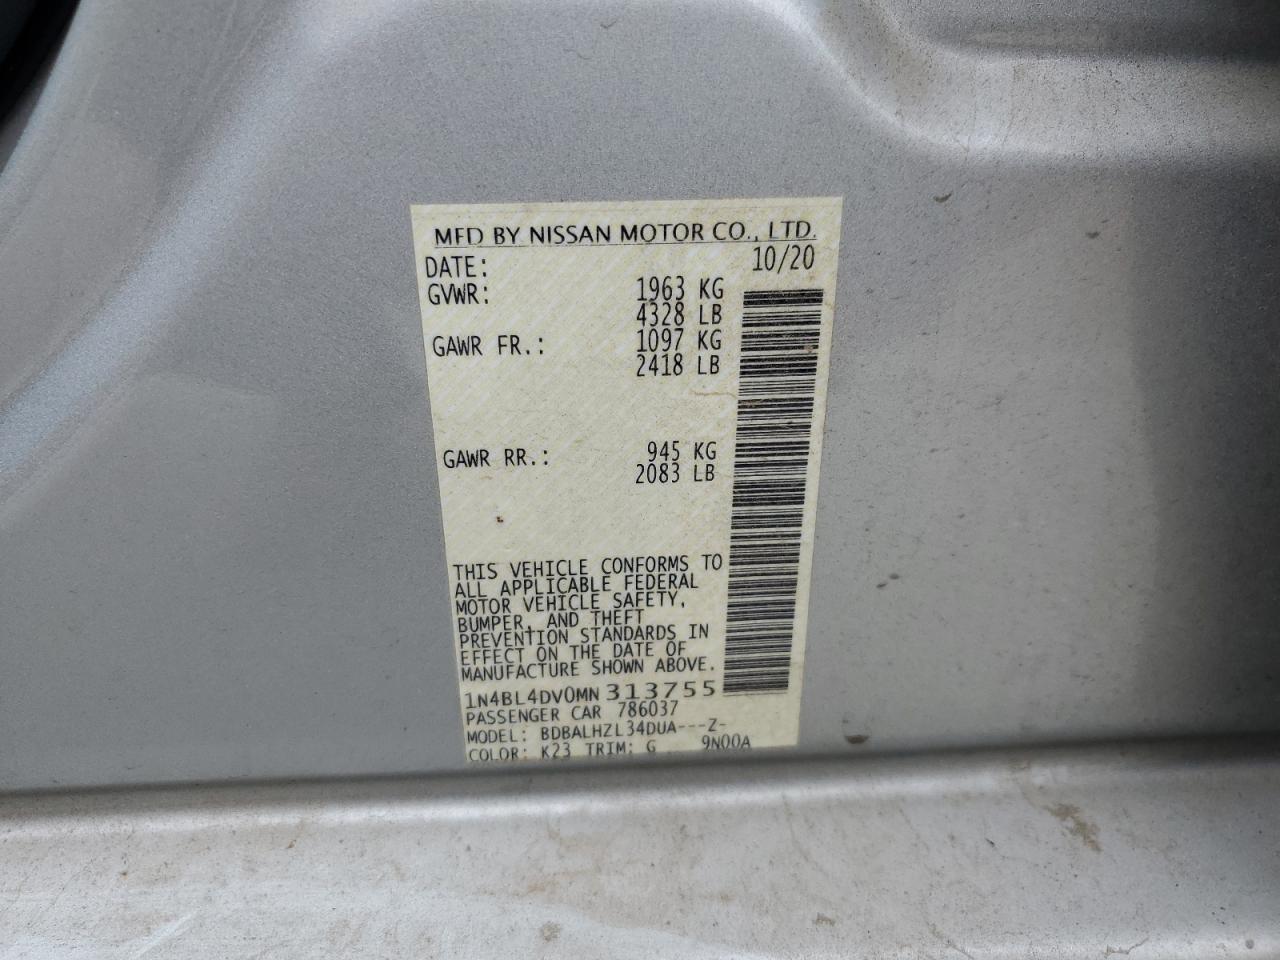 MFD BY NISSAN MOTOR CO., LTD.
DATE: 10/20
GVWR: 1963 KG
4328 LB
GAWR FR.: 1097 KG
2418 LB
GAWR RR.: 945 KG
2083 LB
THIS VEHICLE CONFORMS TO
ALL APPLICABLE FEDERAL
MOTOR VEHICLE SAFETY,
BUMPER, AND THEFT
PREVENTION STANDARDS IN
EFFECT ON THE DATE OF
MANUFACTURE SHOWN ABOVE.
1N4BL4DV0MN313755
PASSENGER CAR 786037
MODEL: BDBALHZL34DUA---Z-
COLOR: K23 TRIM: G 9N00A